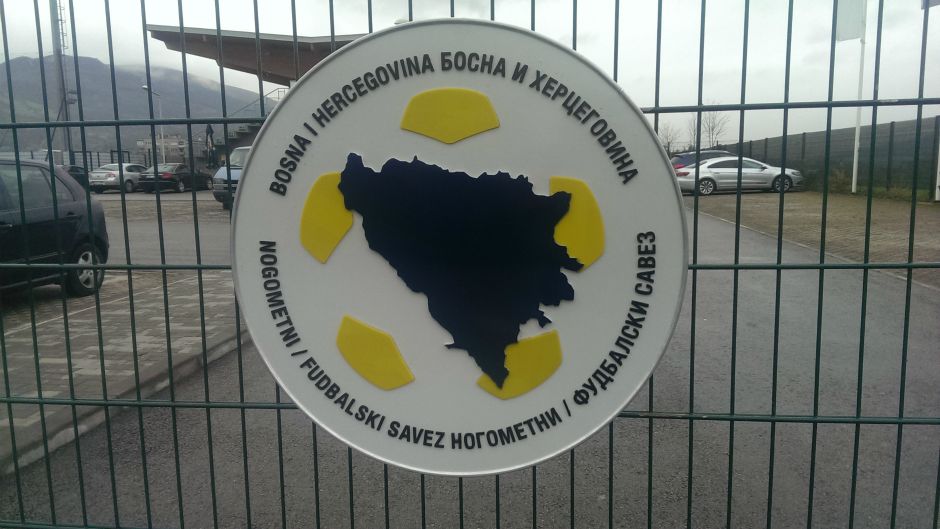 BOSNA I HERCEGOVINA БОСНА И ХЕРЦЕГОВИНА
NOGOMETNI / FUDBALSKI SAVEZ НОГОМЕТНИ / ФУДБАЛСКИ САВЕЗ